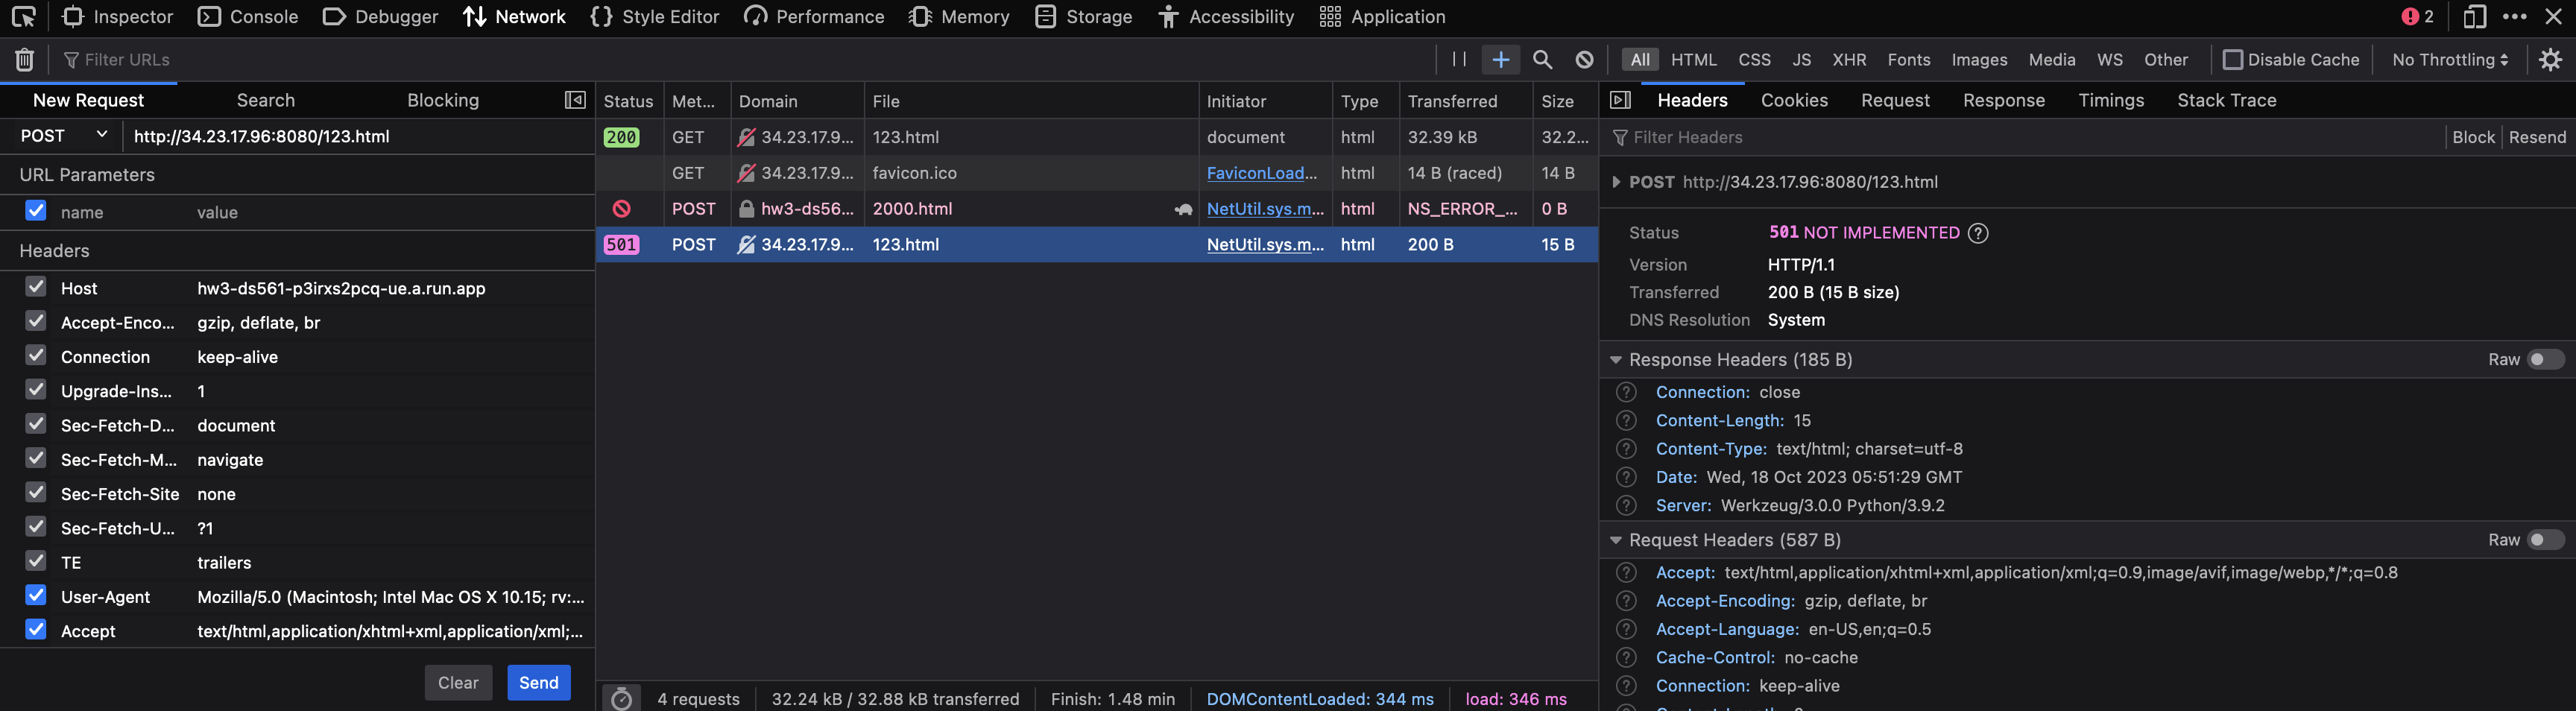 Inspector Console Debugger Network Style Editor Performance Memory Storage Accessibility Application 2
Filter URLs All HTML CSS JS XHR Fonts Images Media WS Other Disable Cache No Throttling
New Request Search Blocking
POST http://34.23.17.96:8080/123.html
URL Parameters
name value
Headers
Host hw3-ds561-p3irxs2pcq-ue.a.run.app
Accept-Enco... gzip, deflate, br
Connection keep-alive
Upgrade-Ins... 1
Sec-Fetch-D... document
Sec-Fetch-M... navigate
Sec-Fetch-Site none
Sec-Fetch-U... ?1
TE trailers
User-Agent Mozilla/5.0 (Macintosh; Intel Mac OS X 10.15; rv:...
Accept text/html,application/xhtml+xml,application/xml;...
Clear Send
Status Met... Domain File Initiator Type Transferred Size
200 GET 34.23.17.9... 123.html document html 32.39 kB 32.2...
GET 34.23.17.9... favicon.ico FaviconLoad... html 14 B (raced) 14 B
POST hw3-ds56... 2000.html NetUtil.sys.m... html NS_ERROR_... 0 B
501 POST 34.23.17.9... 123.html NetUtil.sys.m... html 200 B 15 B
4 requests 32.24 kB / 32.88 kB transferred Finish: 1.48 min DOMContentLoaded: 344 ms load: 346 ms
Headers Cookies Request Response Timings Stack Trace
Filter Headers Block Resend
POST http://34.23.17.96:8080/123.html
Status 501 NOT IMPLEMENTED ?
Version HTTP/1.1
Transferred 200 B (15 B size)
DNS Resolution System
Response Headers (185 B) Raw
? Connection: close
? Content-Length: 15
? Content-Type: text/html; charset=utf-8
? Date: Wed, 18 Oct 2023 05:51:29 GMT
? Server: Werkzeug/3.0.0 Python/3.9.2
Request Headers (587 B) Raw
? Accept: text/html,application/xhtml+xml,application/xml;q=0.9,image/avif,image/webp,*/*;q=0.8
? Accept-Encoding: gzip, deflate, br
? Accept-Language: en-US,en;q=0.5
? Cache-Control: no-cache
? Connection: keep-alive